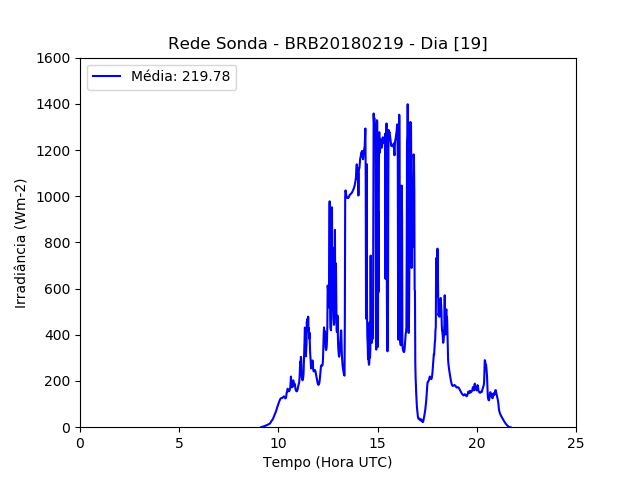 Rede Sonda - BRB20180219 - Dia [19]
Média: 219.78
1600
1400
1200
1000
800
600
400
200
0
Irradiância (Wm-2)
0 5 10 15 20 25
Tempo (Hora UTC)